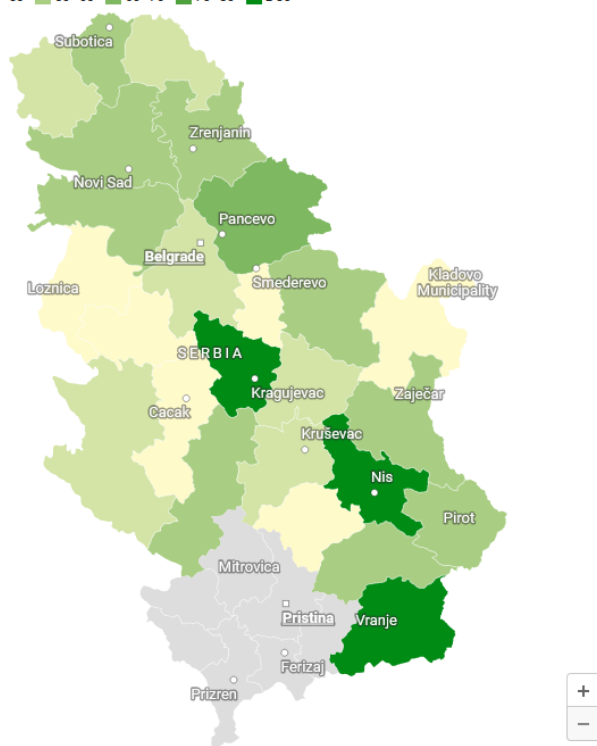 Subotica
Zrenjanin
Novi Sad
Pancevo
Belgrade
Smederevo
Loznica
Kladovo
Municipality
SERBIA
Kragujevac
Zaječar
Cacak
Kruševac
Nis
Pirot
Mitrovica
Pristina
Vranje
Ferizaj
Prizren
+
−